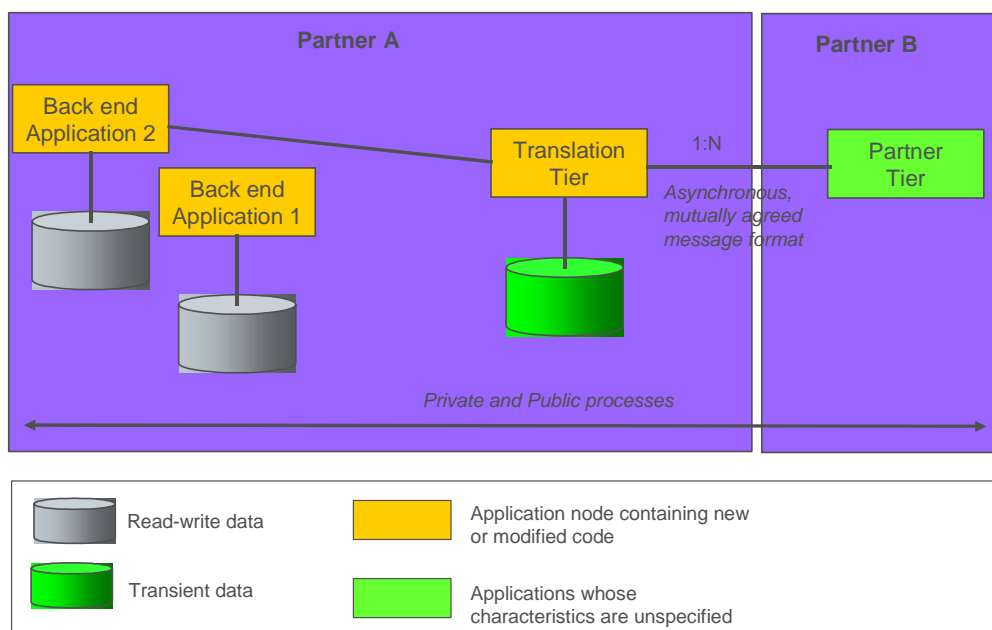 Partner A
Partner B
Back end
Application 2
Back end
Application 1
Translation
Tier
1:N
Partner
Tier
Asynchronous,
mutually agreed
message format
Private and Public processes
Read-write data
Application node containing new
or modified code
Transient data
Applications whose
characteristics are unspecified